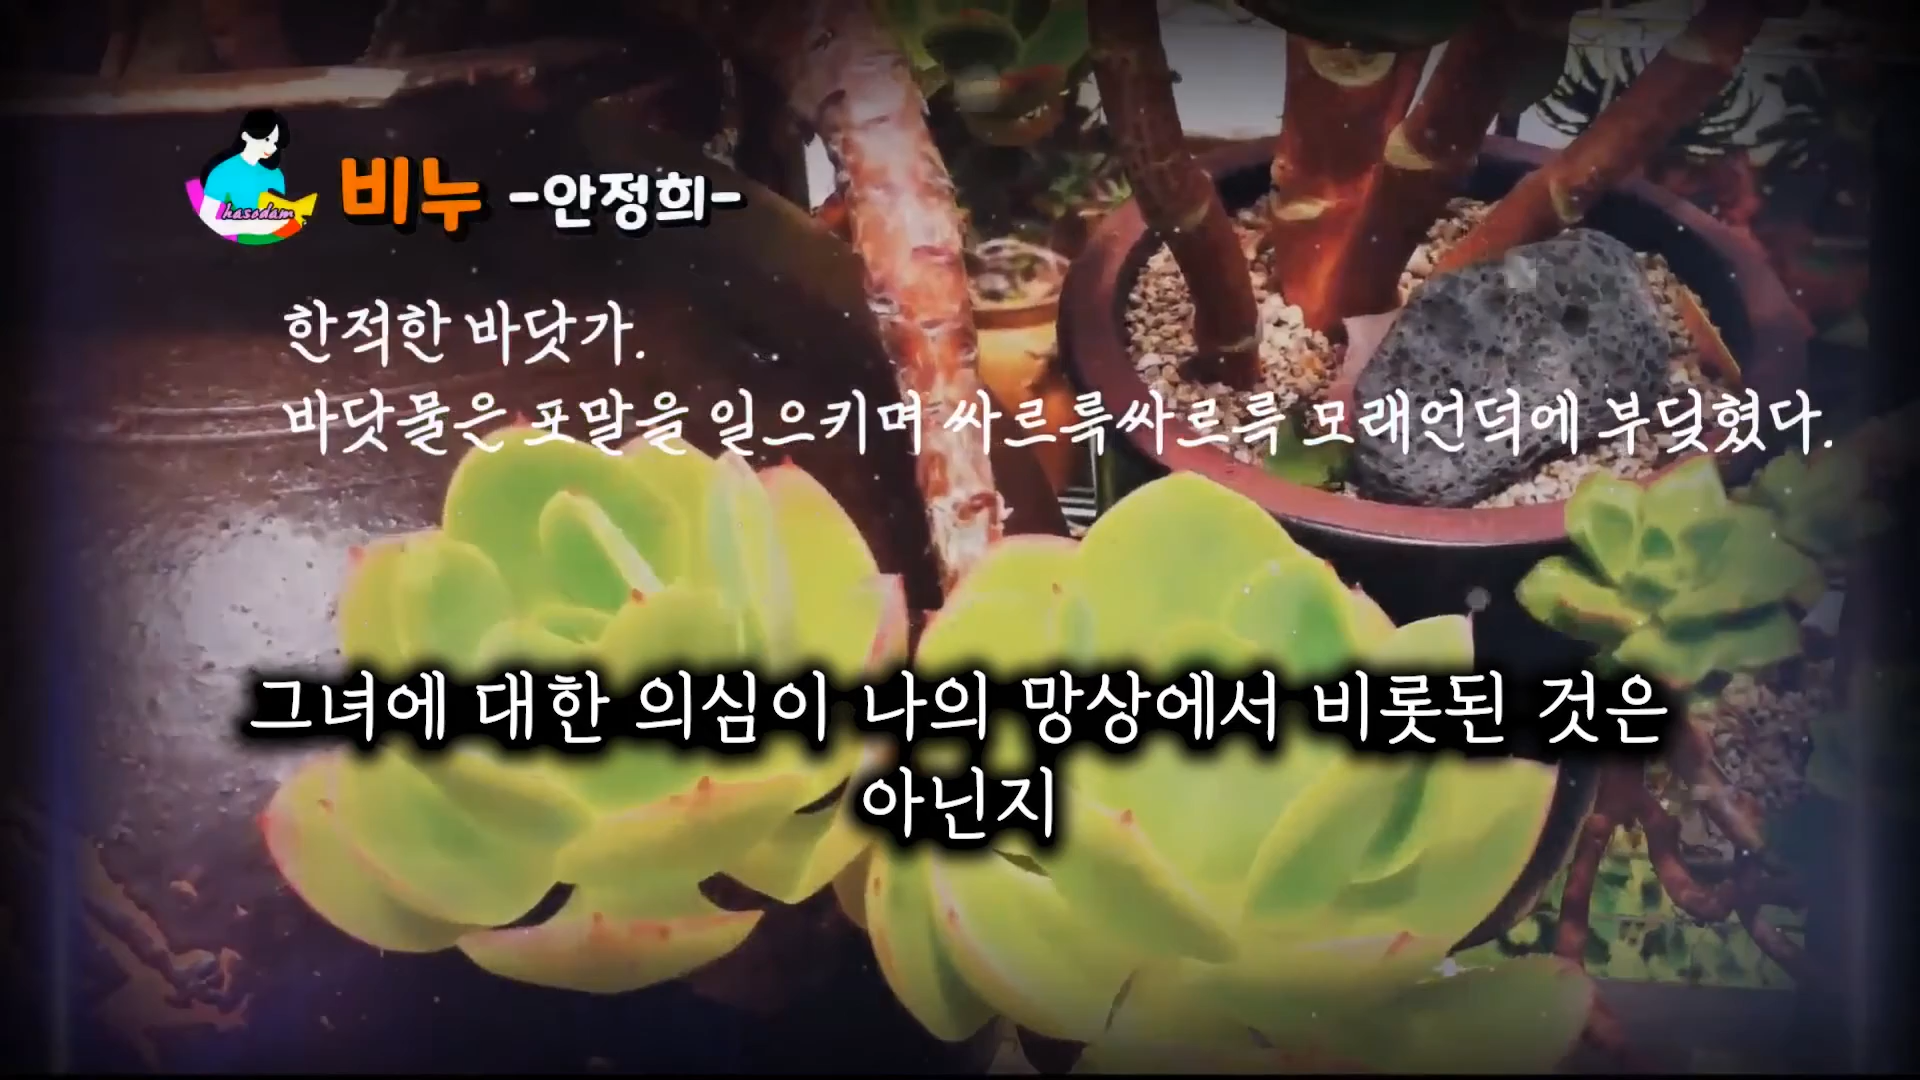 hasodam
비누 -안정희-
한적한 바닷가.
바닷물은 포말을 일으키며 싸르륵싸르륵 모래언덕에 부딪혔다.
그녀에 대한 의심이 나의 망상에서 비롯된 것은
아닌지